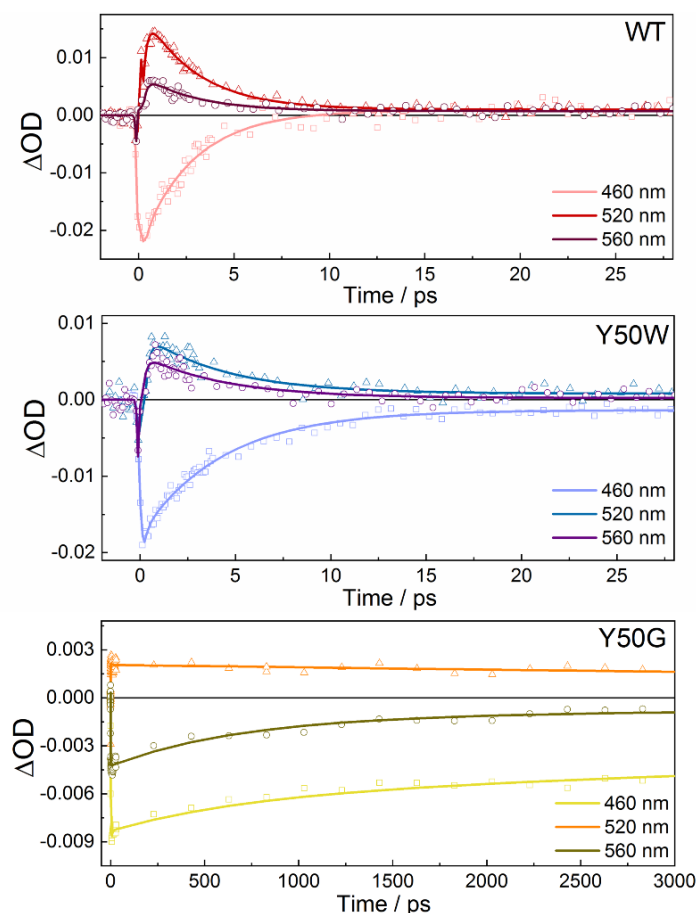 WT
0.01
0.00
-0.01
-0.02
ΔOD
460 nm
520 nm
560 nm
0 5 10 15 20 25
Time / ps
Y50W
0.01
0.00
-0.01
-0.02
ΔOD
460 nm
520 nm
560 nm
0 5 10 15 20 25
Time / ps
Y50G
0.003
0.000
-0.003
-0.006
-0.009
ΔOD
460 nm
520 nm
560 nm
0 500 1000 1500 2000 2500 3000
Time / ps